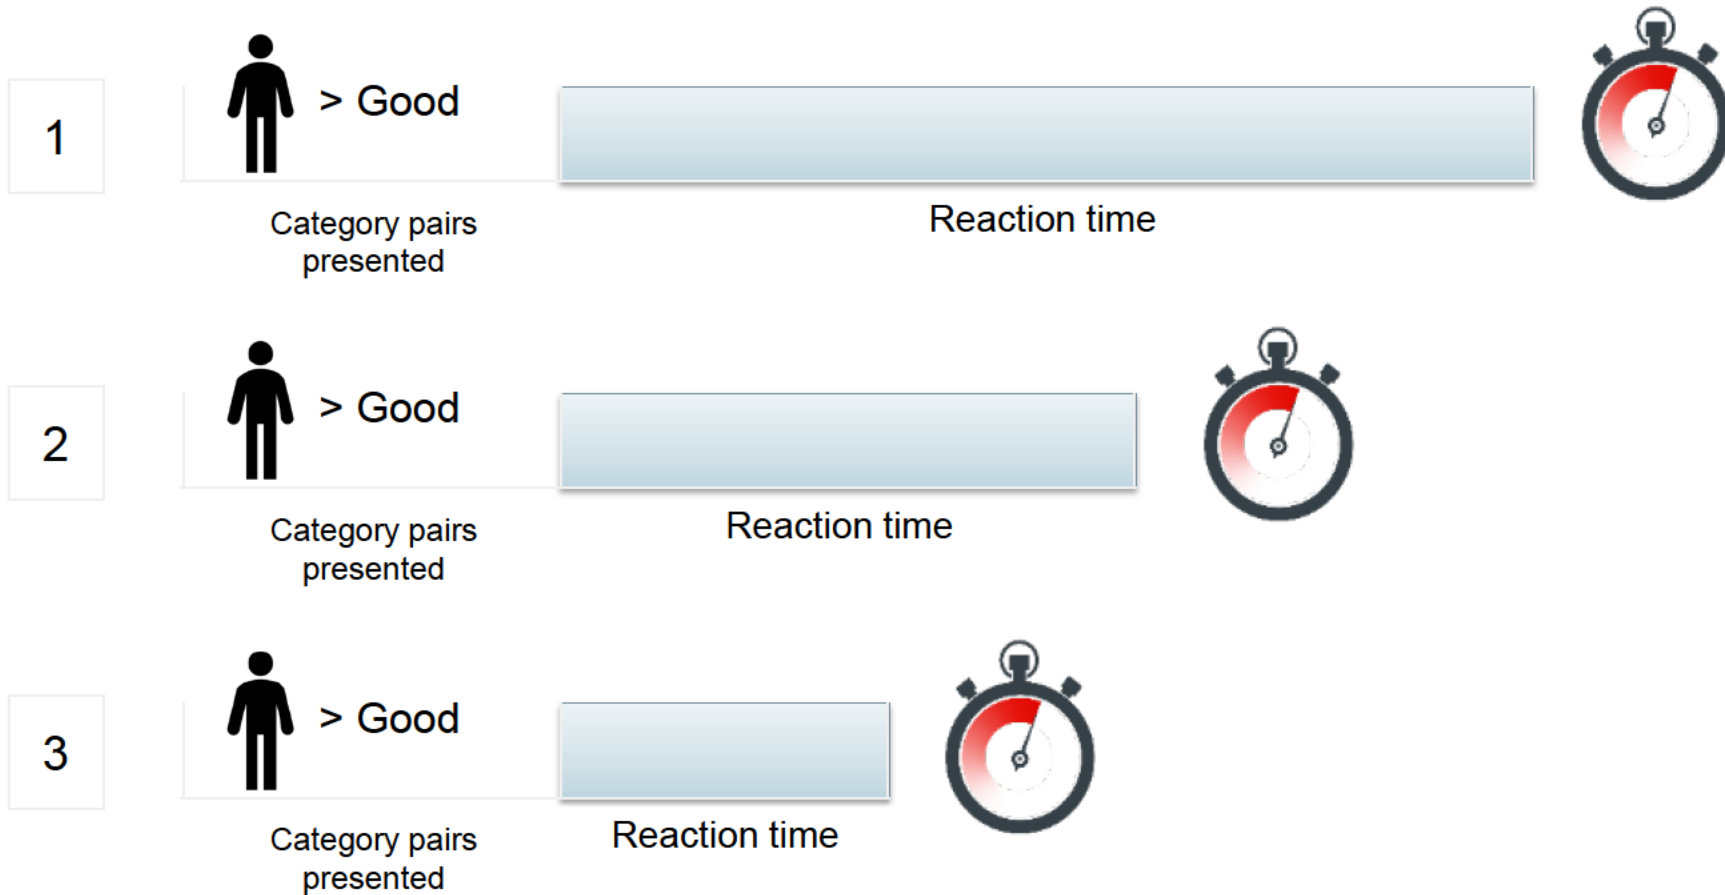 1
> Good
Category pairs
presented
Reaction time
2
> Good
Category pairs
presented
Reaction time
3
> Good
Category pairs
presented
Reaction time